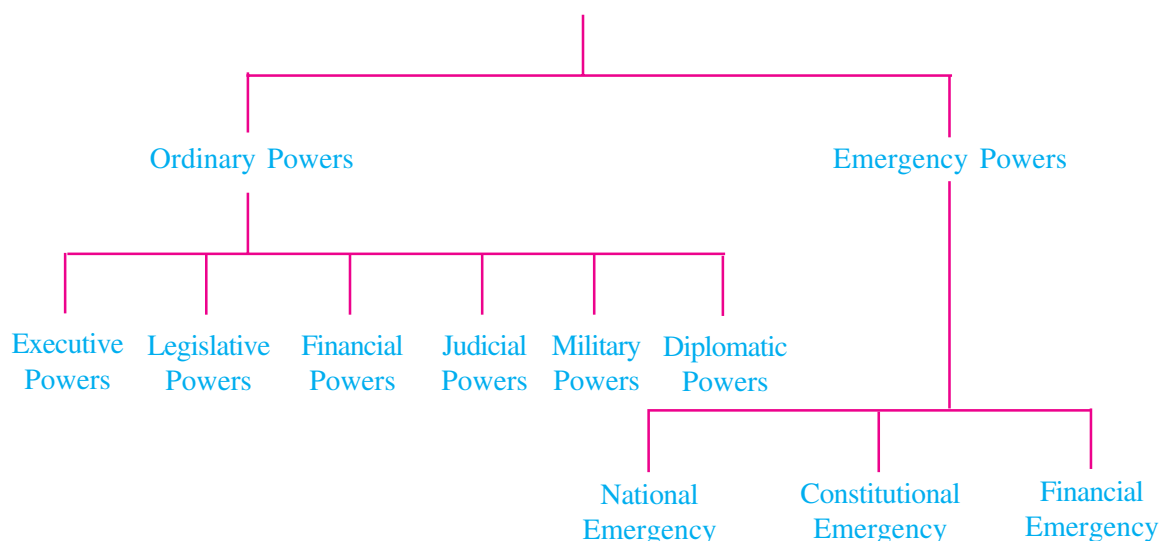 Ordinary Powers
Emergency Powers
Executive Powers
Legislative Powers
Financial Powers
Judicial Powers
Military Powers
Diplomatic Powers
National Emergency
Constitutional Emergency
Financial Emergency